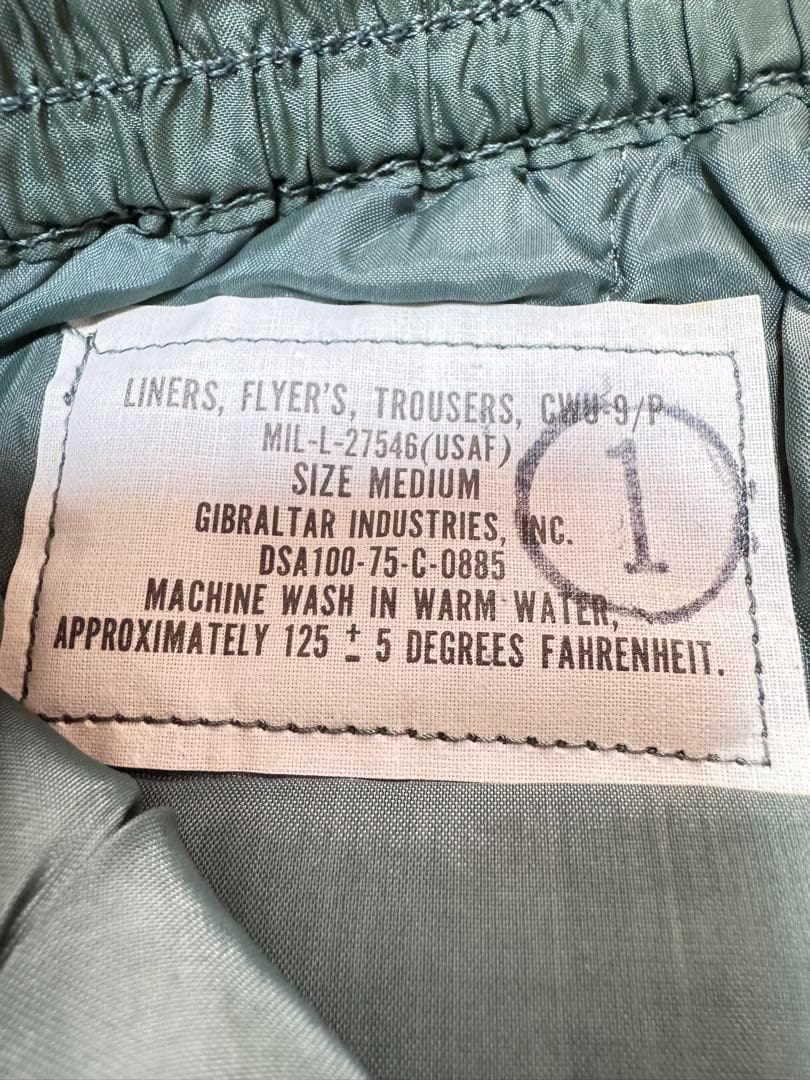 LINERS, FLYER'S, TROUSERS, CWU-9/P
MIL-L-27546(USAF)
SIZE MEDIUM
GIBRALTAR INDUSTRIES, INC.
DSA100-75-C-0885
MACHINE WASH IN WARM WATER,
APPROXIMATELY 125 ± 5 DEGREES FAHRENHEIT.
1